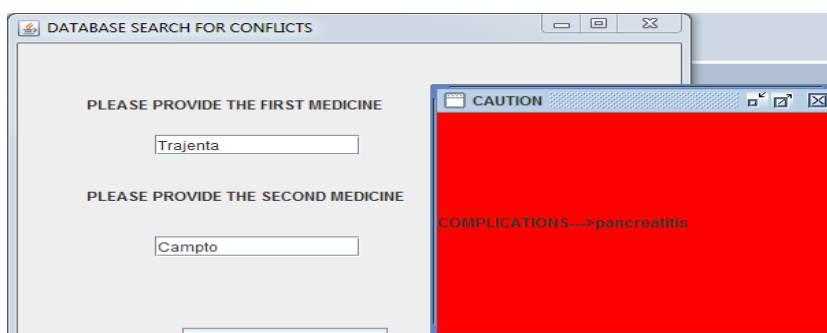 DATABASE SEARCH FOR CONFLICTS
PLEASE PROVIDE THE FIRST MEDICINE
Trajenta
PLEASE PROVIDE THE SECOND MEDICINE
Campto
CAUTION
COMPLICATIONS--->pancreatitis